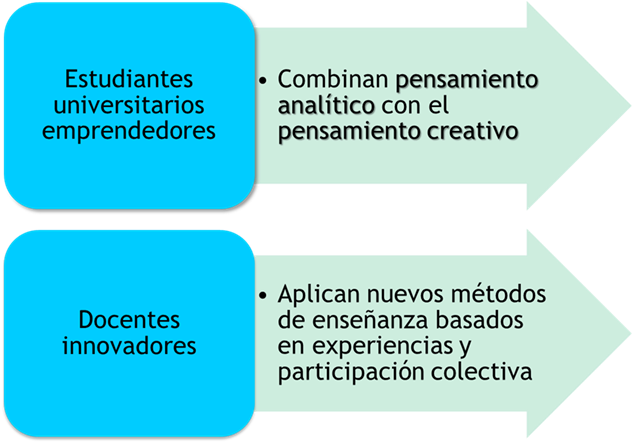 Estudiantes
universitarios
emprendedores
• Combinan pensamiento
analítico con el
pensamiento creativo
Docentes
innovadores
• Aplican nuevos métodos
de enseñanza basados
en experiencias y
participación colectiva